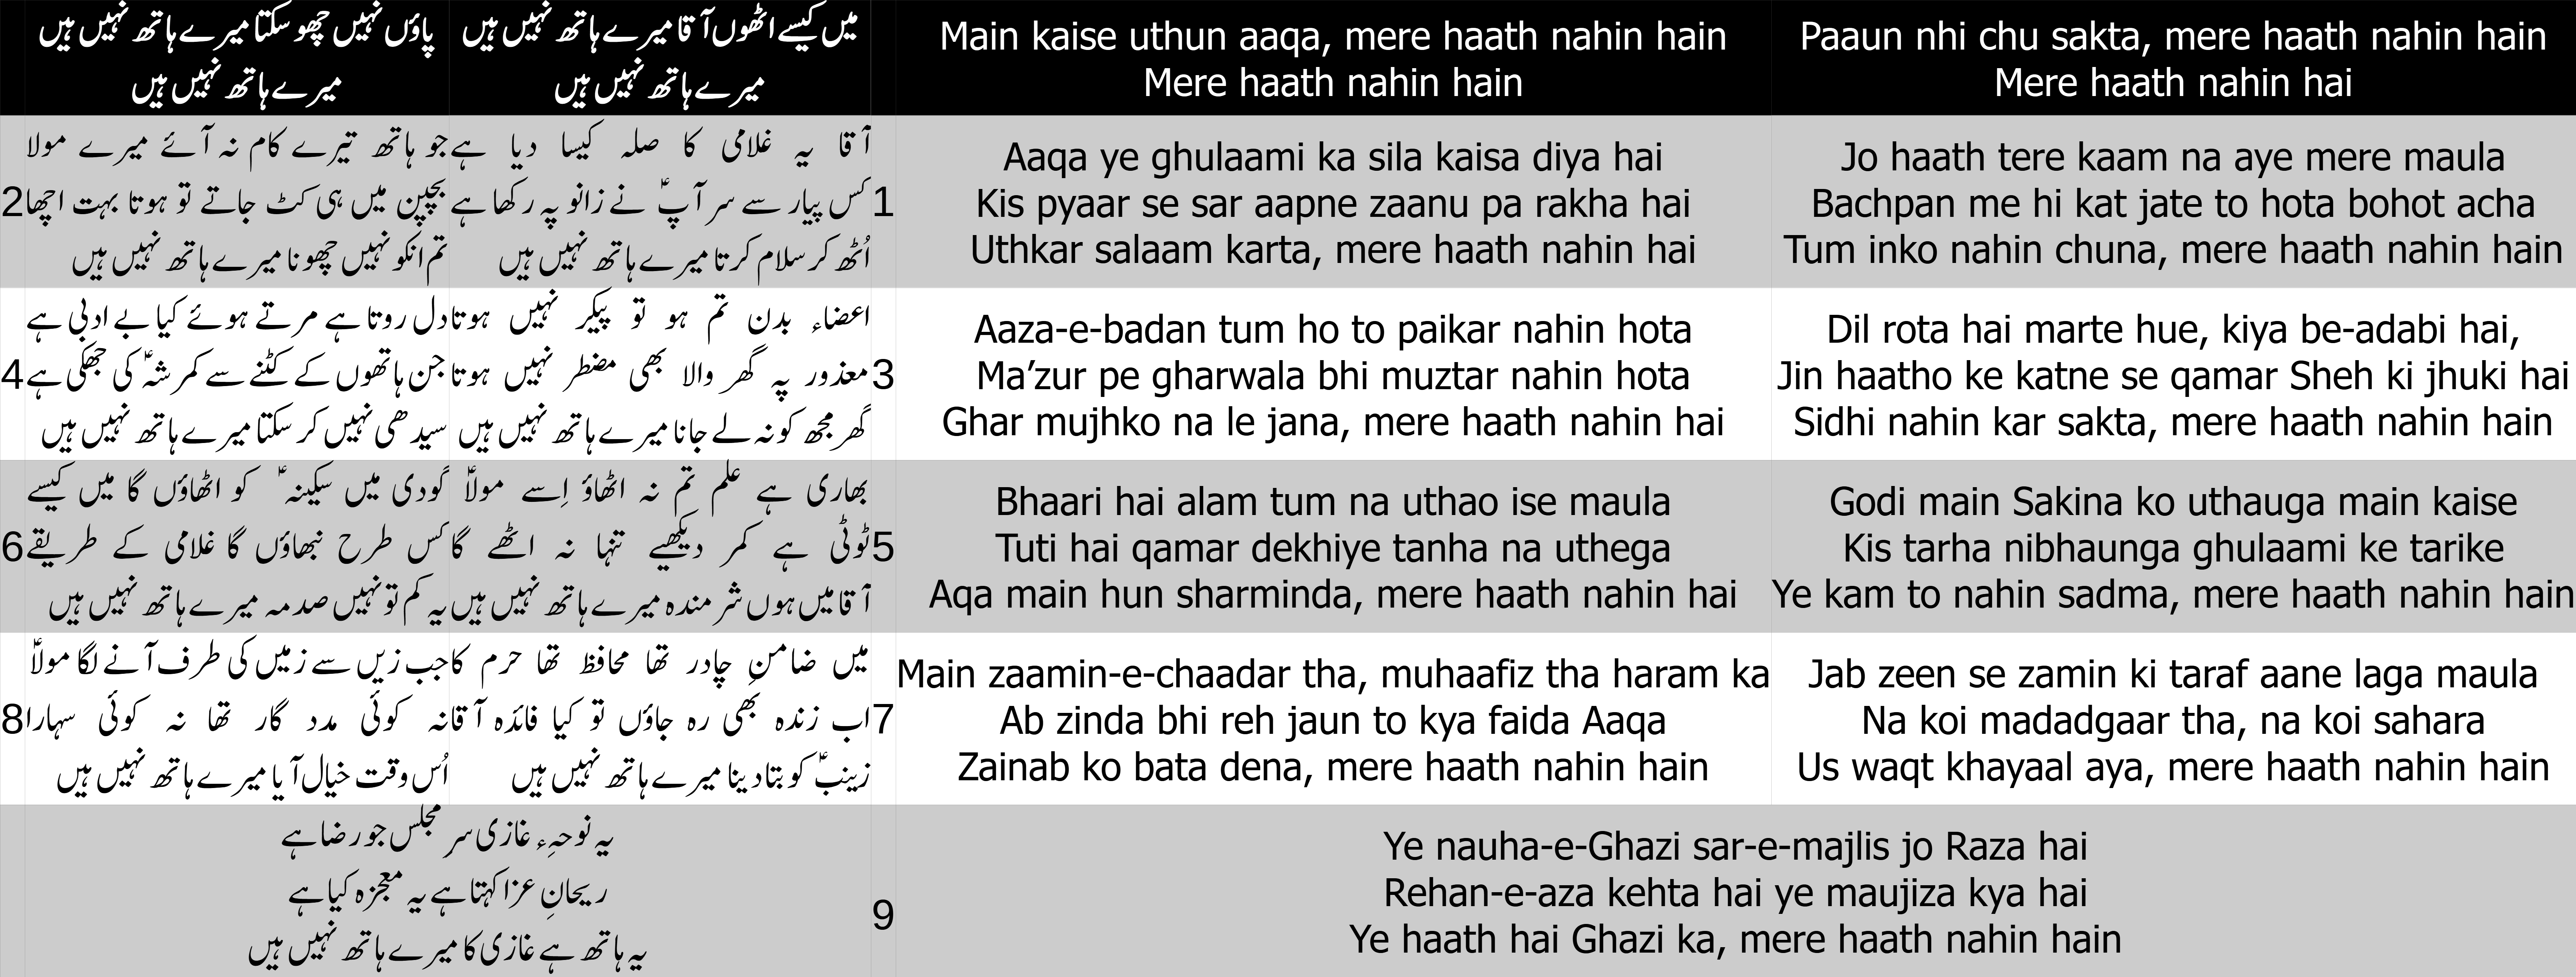 میں کیسے اٹھوں آقا میرے ہاتھ نہیں ہیں
میرے ہاتھ نہیں ہیں
پاؤں نہیں چھو سکتا میرے ہاتھ نہیں ہیں
میرے ہاتھ نہیں ہیں
Main kaise uthun aaqa, mere haath nahin hain
Mere haath nahin hain
Paaun nhi chu sakta, mere haath nahin hain
Mere haath nahin hai
1
آقا یہ غلامی کا صلہ کیسا دیا ہے
کس پیار سے سر آپؑ نے زانو پہ رکھا ہے
اُٹھ کر سلام کرتا میرے ہاتھ نہیں ہیں
2
جو ہاتھ تیرے کام نہ آئے میرے مولا
بچپن میں ہی کٹ جاتے تو ہوتا بہت اچھا
تم انکو نہیں چھونا میرے ہاتھ نہیں ہیں
Aaqa ye ghulaami ka sila kaisa diya hai
Kis pyaar se sar aapne zaanu pa rakha hai
Uthkar salaam karta, mere haath nahin hai
Jo haath tere kaam na aye mere maula
Bachpan me hi kat jate to hota bohot acha
Tum inko nahin chuna, mere haath nahin hain
3
اعضاء بدن تم ہو تو پیکر نہیں ہوتا
معذور پہ گھر والا بھی مضطر نہیں ہوتا
گھر مجھ کو نہ لے جانا میرے ہاتھ نہیں ہیں
4
دل روتا ہے مرتے ہوئے کیا بے ادبی ہے
جن ہاتھوں کے کٹنے سے کمر شہؑ کی جھکی ہے
سیدھی نہیں کر سکتا میرے ہاتھ نہیں ہیں
Aaza-e-badan tum ho to paikar nahin hota
Ma’zur pe gharwala bhi muztar nahin hota
Ghar mujhko na le jana, mere haath nahin hai
Dil rota hai marte hue, kiya be-adabi hai,
Jin haatho ke katne se qamar Sheh ki jhuki hai
Sidhi nahin kar sakta, mere haath nahin hain
5
بھاری ہے علم تم نہ اٹھاؤ اِسے مولاؑ
ٹوٹی ہے کمر دیکھیے تنہا نہ اٹھے گا
آقا میں ہوں شرمندہ میرے ہاتھ نہیں ہیں
6
گودی میں سکینہؑ کو اٹھاؤں گا میں کیسے
کس طرح نبھاؤں گا غلامی کے طریقے
یہ کم تو نہیں صدمہ میرے ہاتھ نہیں ہیں
Bhaari hai alam tum na uthao ise maula
Tuti hai qamar dekhiye tanha na uthega
Aqa main hun sharminda, mere haath nahin hai
Godi main Sakina ko uthauga main kaise
Kis tarha nibhaunga ghulaami ke tarike
Ye kam to nahin sadma, mere haath nahin hain
7
میں ضامنِ چادر تھا محافظ تھا حرم کا
اب زندہ بھی رہ جاؤں تو کیا فائدہ آقا
زینبؑ کو بتا دینا میرے ہاتھ نہیں ہیں
8
جب زیں سے زمیں کی طرف آنے لگا مولاؑ
نہ کوئی مدد گار تھا نہ کوئی سہارا
اُس وقت خیال آیا میرے ہاتھ نہیں ہیں
Main zaamin-e-chaadar tha, muhaafiz tha haram ka
Ab zinda bhi reh jaun to kya faida Aaqa
Zainab ko bata dena, mere haath nahin hain
Jab zeen se zamin ki taraf aane laga maula
Na koi madadgaar tha, na koi sahara
Us waqt khayaal aya, mere haath nahin hain
9
یہ نوحہِء غازی سر مجلس جو رضا ہے
ریحانِ عزا کہتا ہے یہ معجزہ کیا ہے
یہ ہاتھ ہے غازی کا میرے ہاتھ نہیں ہیں
Ye nauha-e-Ghazi sar-e-majlis jo Raza hai
Rehan-e-aza kehta hai ye maujiza kya hai
Ye haath hai Ghazi ka, mere haath nahin hain